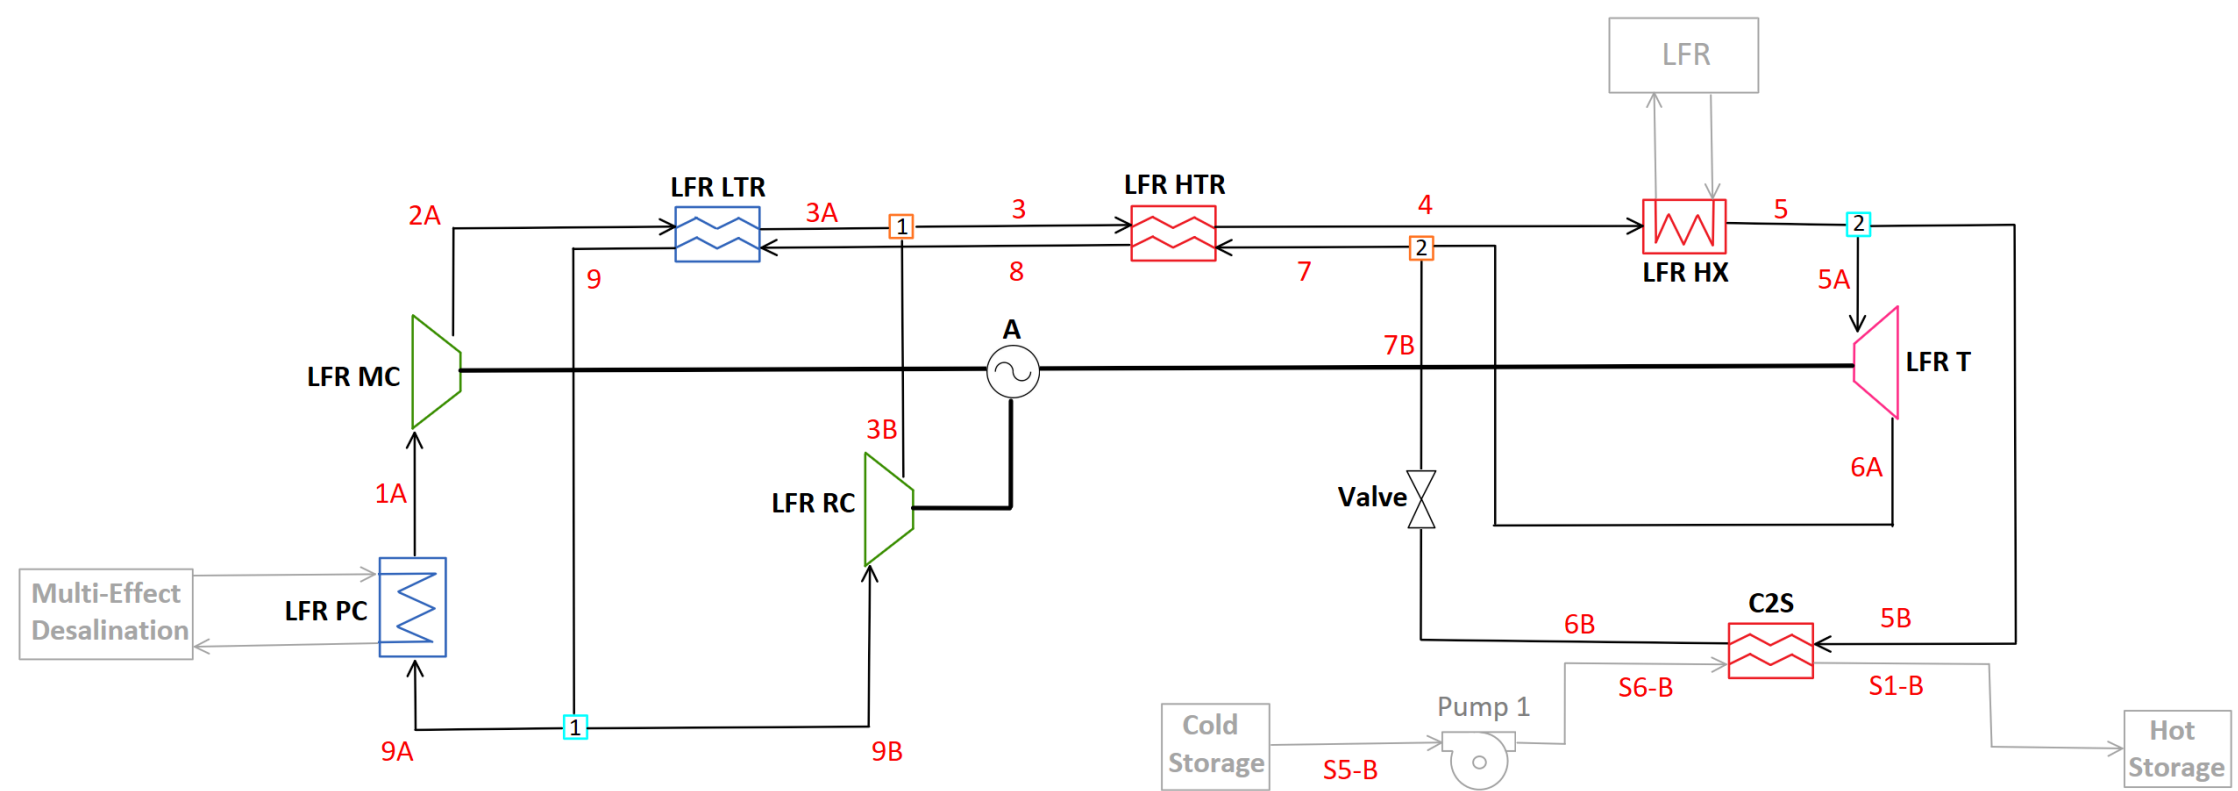 LFR
LFR LTR
LFR HTR
2A
3A
1
3
4
5
2
9
8
7
2
LFR HX
5A
A
7B
LFR MC
LFR T
3B
6A
1A
LFR RC
Valve
Multi-Effect
Desalination
LFR PC
C2S
6B
5B
S6-B
S1-B
Cold
Storage
Pump 1
1
9A
9B
S5-B
Hot
Storage